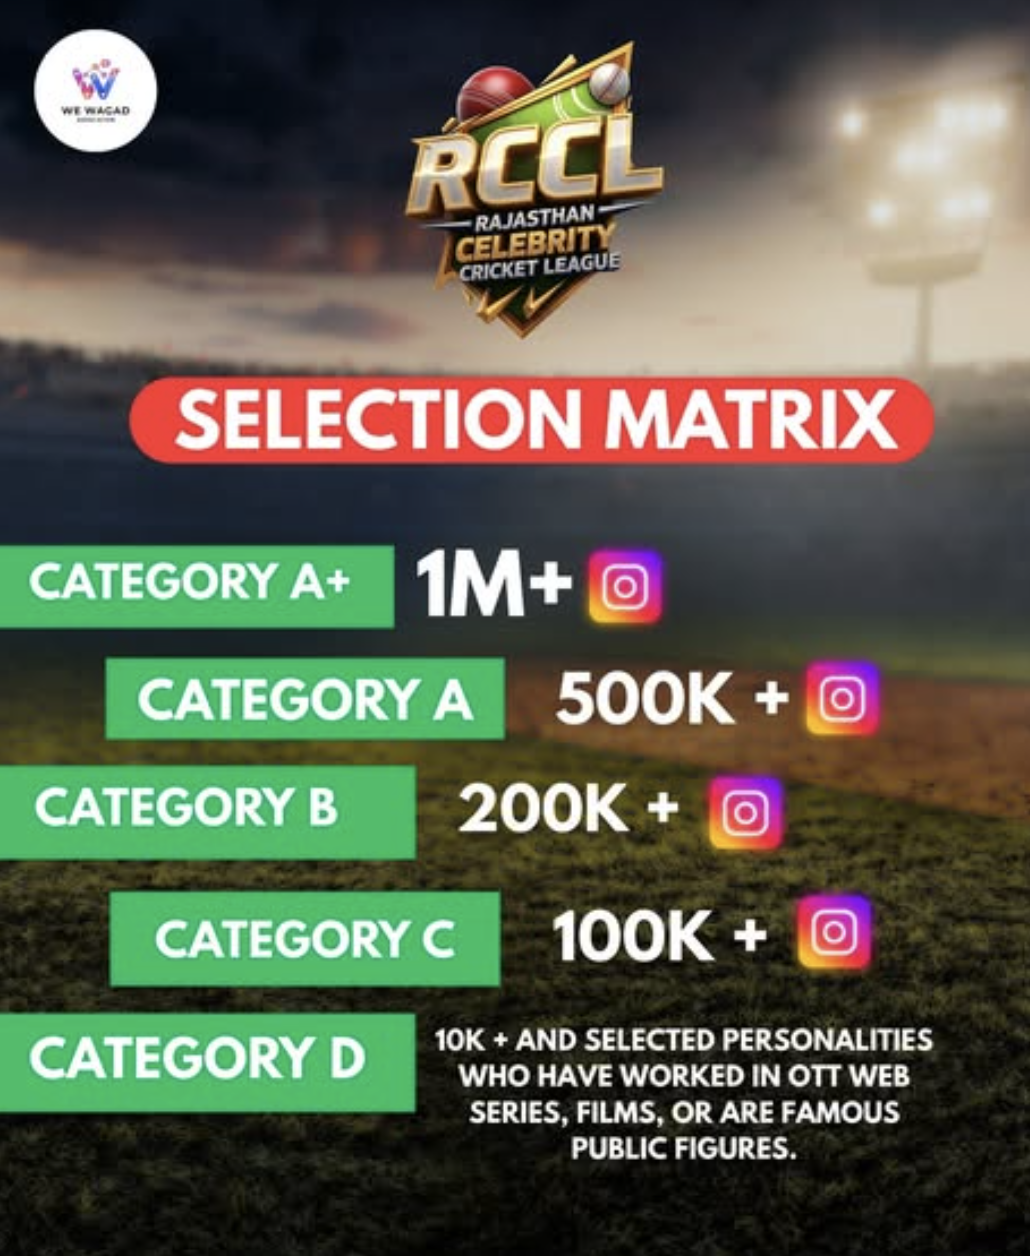 WE WAGAD
RCCL
RAJASTHAN
CELEBRITY
CRICKET LEAGUE
SELECTION MATRIX
CATEGORY A+ 1M+
CATEGORY A 500K +
CATEGORY B 200K +
CATEGORY C 100K +
CATEGORY D
10K + AND SELECTED PERSONALITIES
WHO HAVE WORKED IN OTT WEB
SERIES, FILMS, OR ARE FAMOUS
PUBLIC FIGURES.